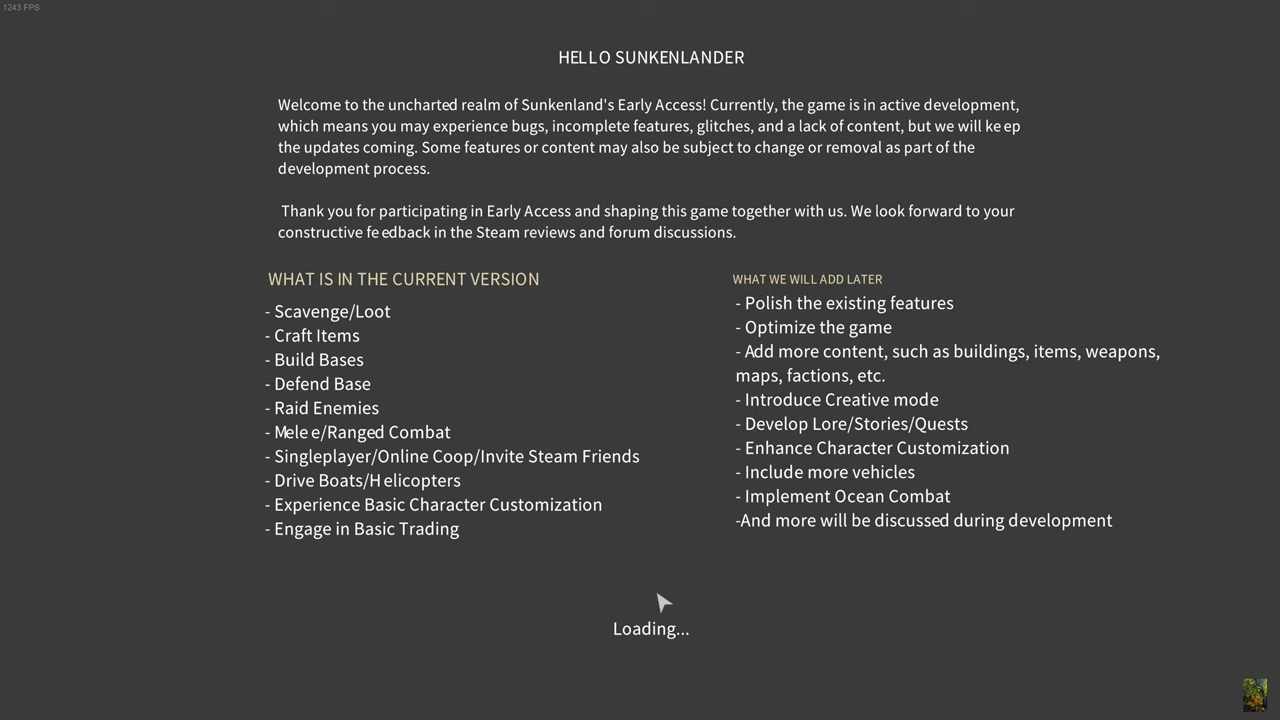 1243 FPS
HELLO SUNKENLANDER
Welcome to the uncharted realm of Sunkenland's Early Access! Currently, the game is in active development,
which means you may experience bugs, incomplete features, glitches, and a lack of content, but we will keep
the updates coming. Some features or content may also be subject to change or removal as part of the
development process.
Thank you for participating in Early Access and shaping this game together with us. We look forward to your
constructive feedback in the Steam reviews and forum discussions.
WHAT IS IN THE CURRENT VERSION
- Scavenge/Loot
- Craft Items
- Build Bases
- Defend Base
- Raid Enemies
- Melee/Ranged Combat
- Singleplayer/Online Coop/Invite Steam Friends
- Drive Boats/Helicopters
- Experience Basic Character Customization
- Engage in Basic Trading
WHAT WE WILL ADD LATER
- Polish the existing features
- Optimize the game
- Add more content, such as buildings, items, weapons,
maps, factions, etc.
- Introduce Creative mode
- Develop Lore/Stories/Quests
- Enhance Character Customization
- Include more vehicles
- Implement Ocean Combat
-And more will be discussed during development
Loading...